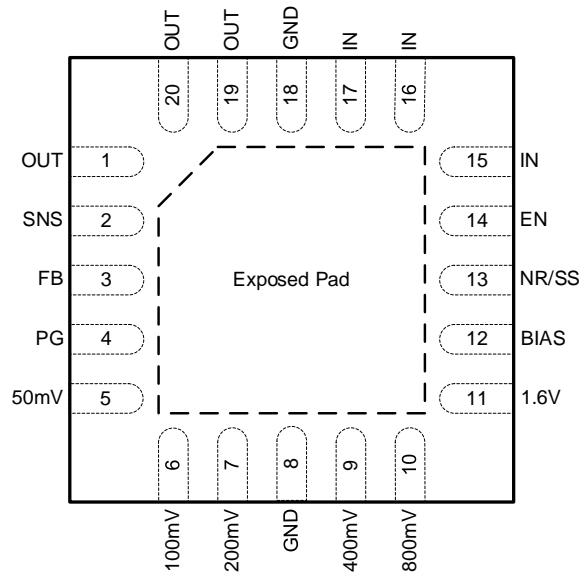 OUT OUT GND IN IN
20 19 18 17 16
OUT 1 15 IN
SNS 2 14 EN
FB 3 Exposed Pad 13 NR/SS
PG 4 12 BIAS
50mV 5 11 1.6V
6 7 8 9 10
100mV 200mV GND 400mV 800mV